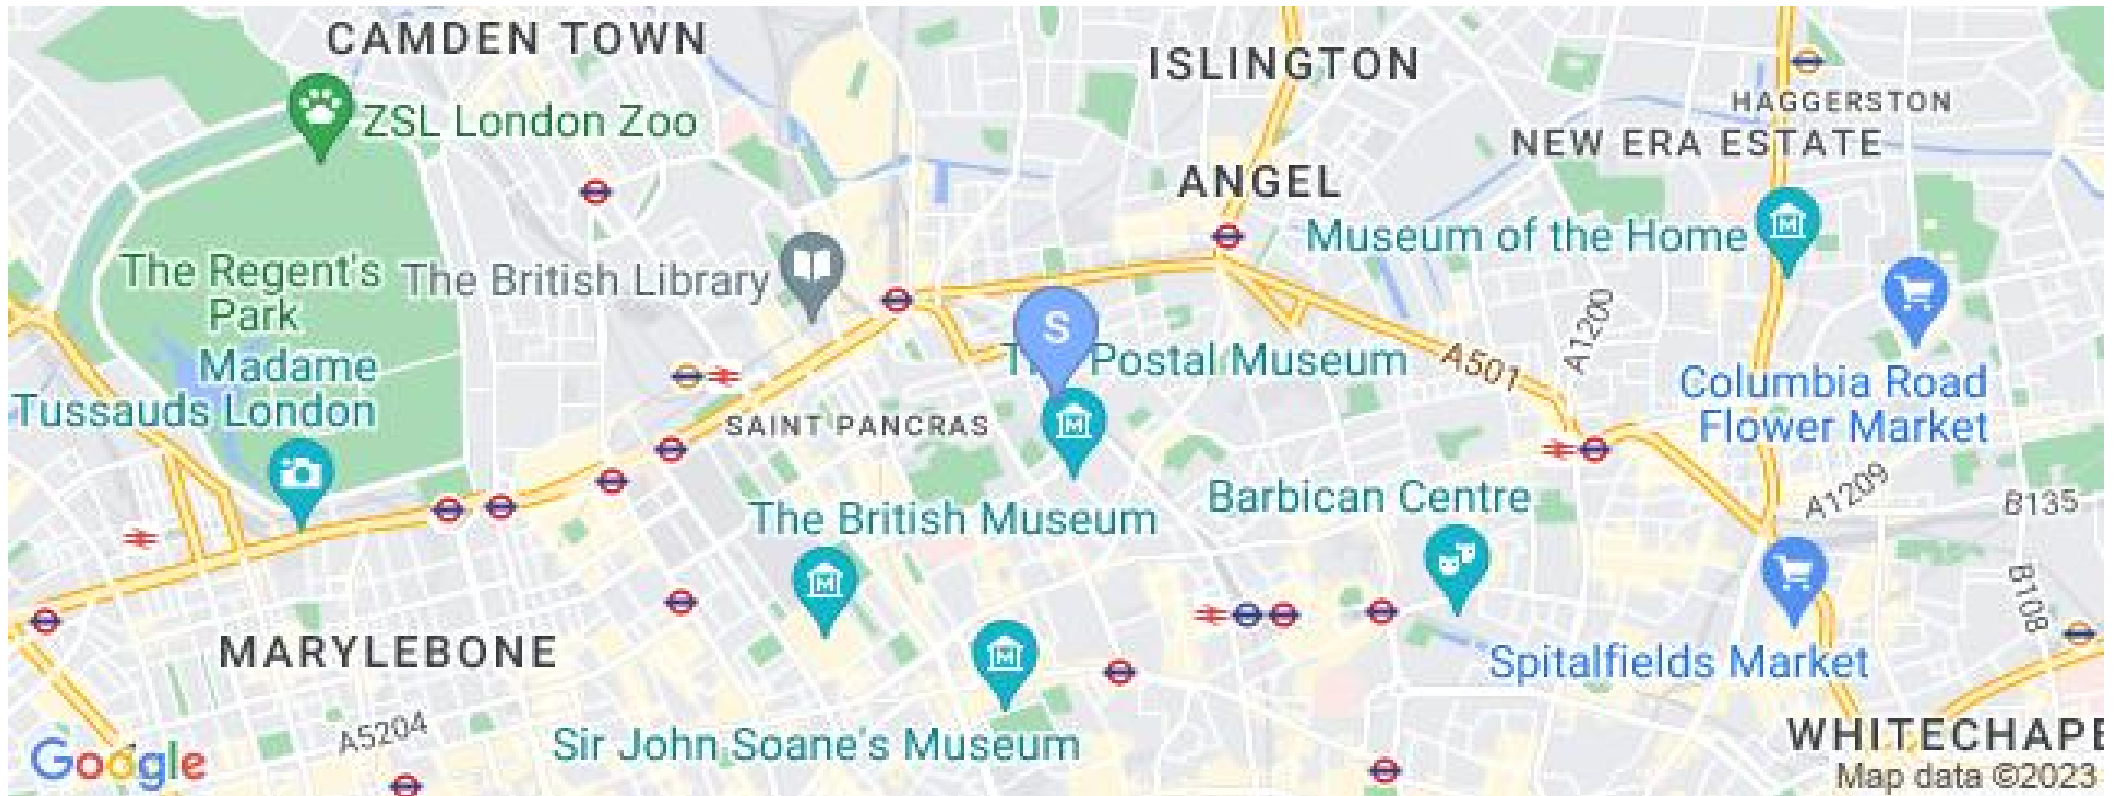 CAMDEN TOWN
ISLINGTON
HAGGERSTON
NEW ERA ESTATE
ZSL London Zoo
ANGEL
Museum of the Home
The Regent's
Park
The British Library
S
Postal Museum
A501
A1200
Madame
Tussauds London
Columbia Road
Flower Market
SAINT PANCRAS
A1209
B135
The British Museum
Barbican Centre
B108
MARYLEBONE
Spitalfields Market
A5204
Sir John Soane's Museum
WHITECHAPE
Google
Map data ©2023